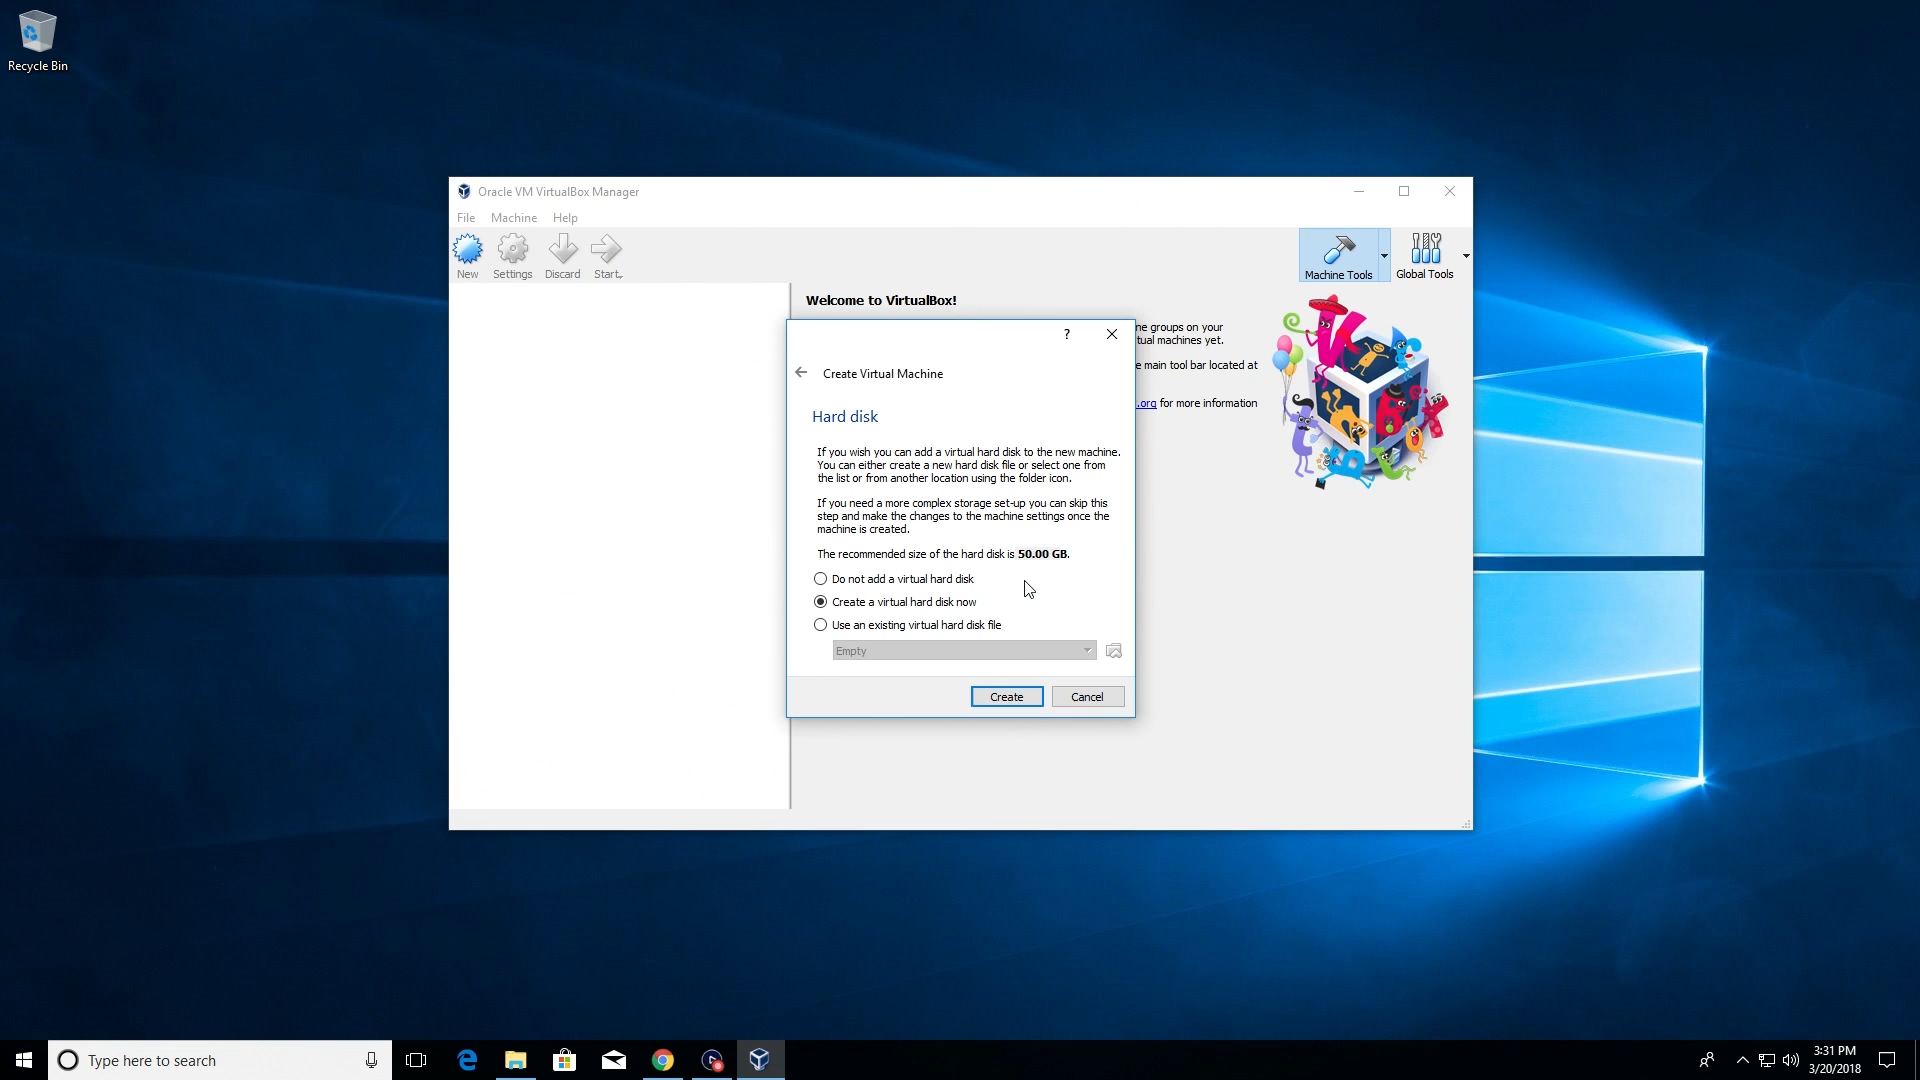 Recycle Bin
Oracle VM VirtualBox Manager
File Machine Help
New Settings Discard Start
Machine Tools Global Tools
Welcome to VirtualBox!
ne groups on your
tual machines yet.
e main tool bar located at
.org for more information
?
Create Virtual Machine
Hard disk
If you wish you can add a virtual hard disk to the new machine.
You can either create a new hard disk file or select one from
the list or from another location using the folder icon.
If you need a more complex storage set-up you can skip this
step and make the changes to the machine settings once the
machine is created.
The recommended size of the hard disk is 50.00 GB.
Do not add a virtual hard disk
Create a virtual hard disk now
Use an existing virtual hard disk file
Empty
Create Cancel
Type here to search
3:31 PM
3/20/2018